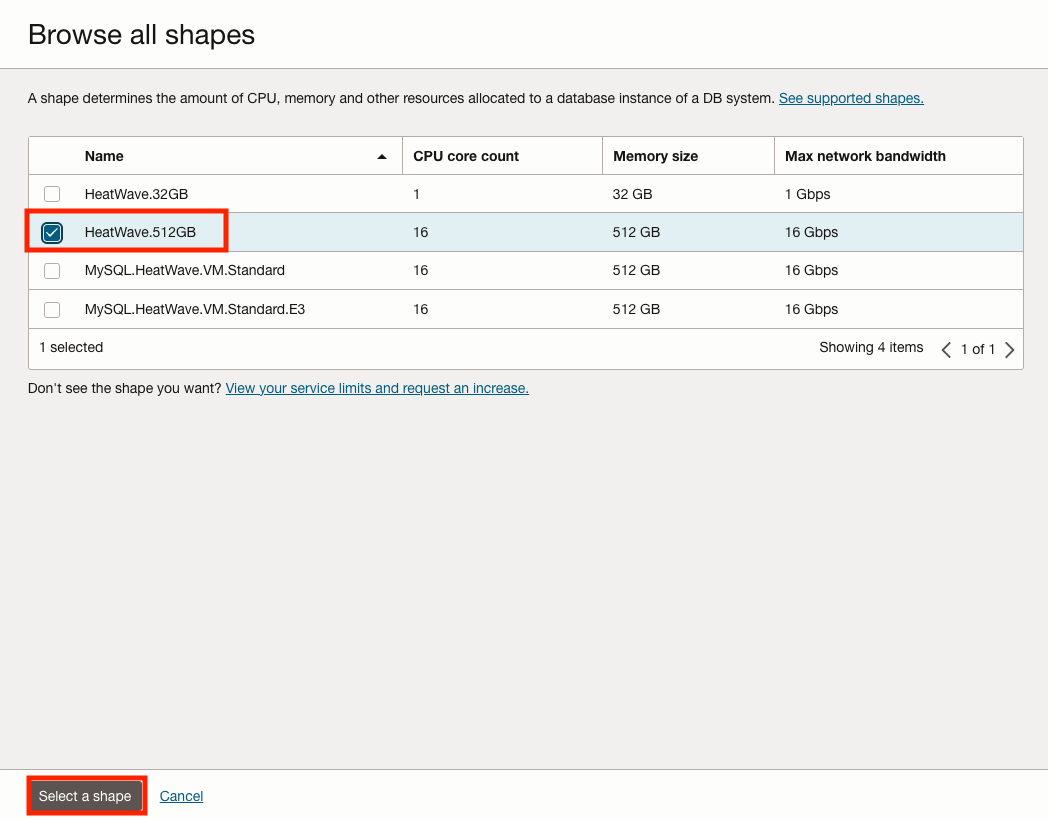 Browse all shapes
A shape determines the amount of CPU, memory and other resources allocated to a database instance of a DB system. See supported shapes.
Name CPU core count Memory size Max network bandwidth
HeatWave.32GB 1 32 GB 1 Gbps
HeatWave.512GB 16 512 GB 16 Gbps
MySQL.HeatWave.VM.Standard 16 512 GB 16 Gbps
MySQL.HeatWave.VM.Standard.E3 16 512 GB 16 Gbps
1 selected Showing 4 items 1 of 1
Don't see the shape you want? View your service limits and request an increase.
Select a shape Cancel